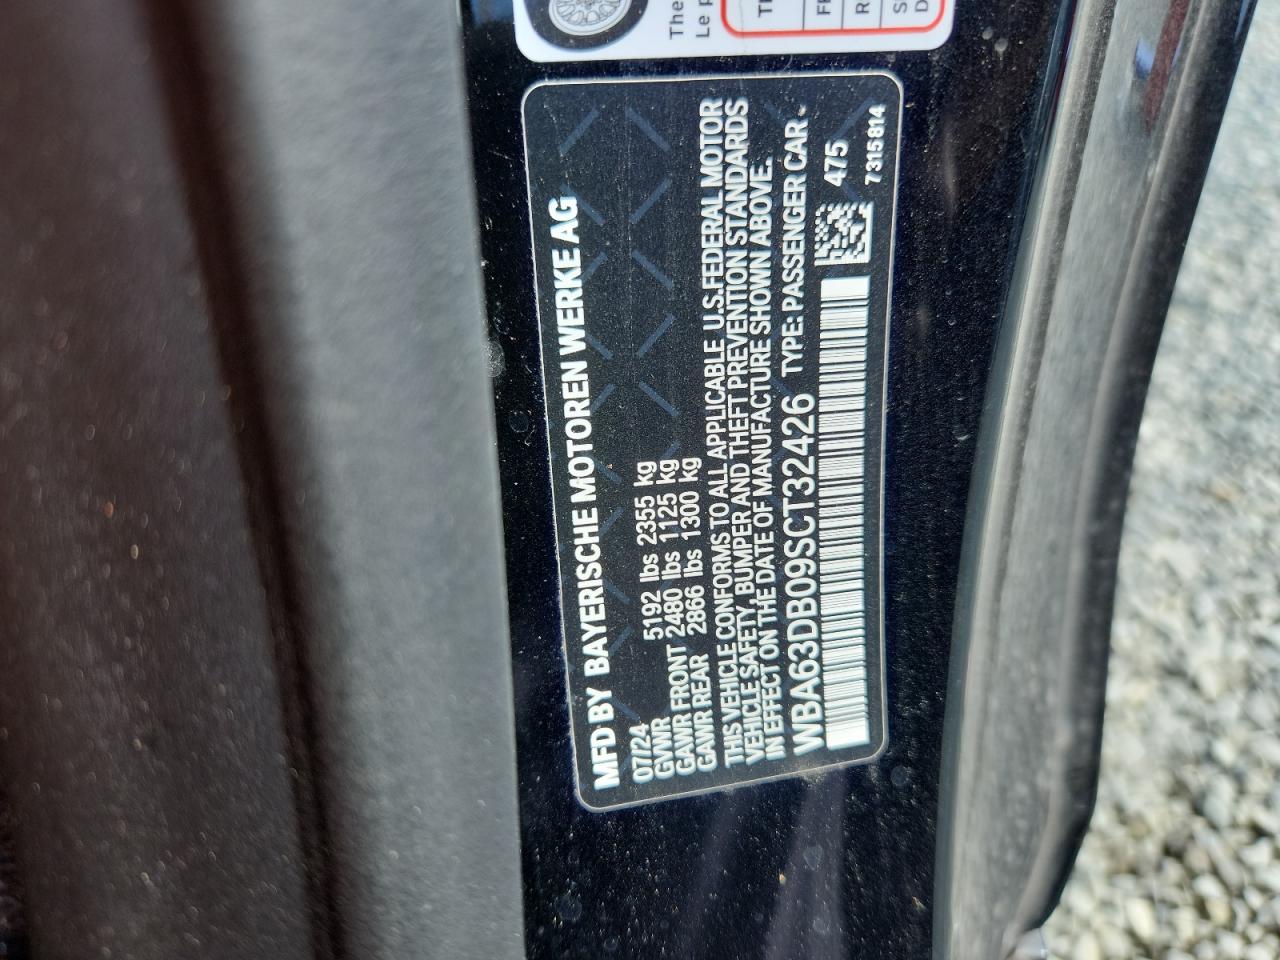 The
Le
MFD BY BAYERISCHE MOTOREN WERKE AG
07/24
GVWR 5192 lbs 2355 kg
GAWR FRONT 2480 lbs 1125 kg
GAWR REAR 2866 lbs 1300 kg
THIS VEHICLE CONFORMS TO ALL APPLICABLE U.S.FEDERAL MOTOR
VEHICLE SAFETY, BUMPER AND THEFT PREVENTION STANDARDS
IN EFFECT ON THE DATE OF MANUFACTURE SHOWN ABOVE.
WBA63DB09SCT32426 TYPE: PASSENGER CAR
475
7315814